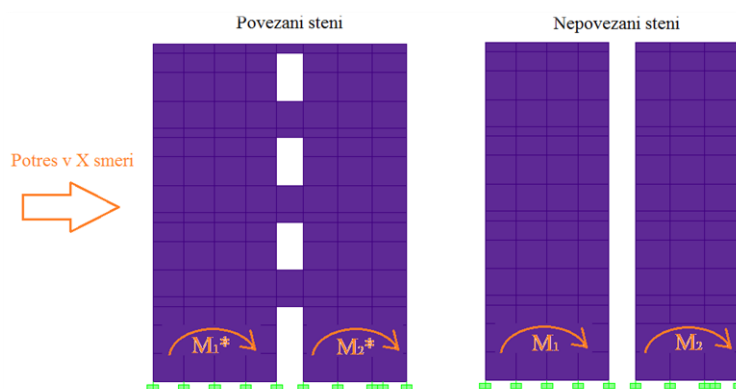 Povezani steni
Nepovezani steni
Potres v X smeri
M₁*
M₂*
M₁
M₂